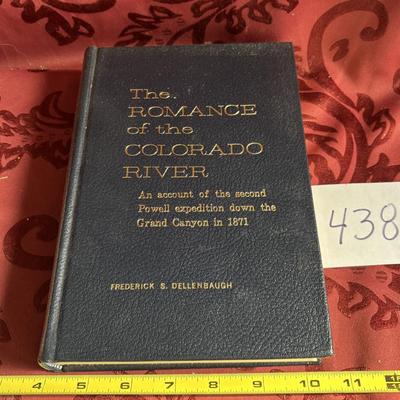 The
ROMANCE
of the
COLORADO
RIVER
An account of the second
Powell expedition down the
Grand Canyon in 1871
FREDERICK S. DELLENBAUGH
438
4 5 6 7 8 9 10 11